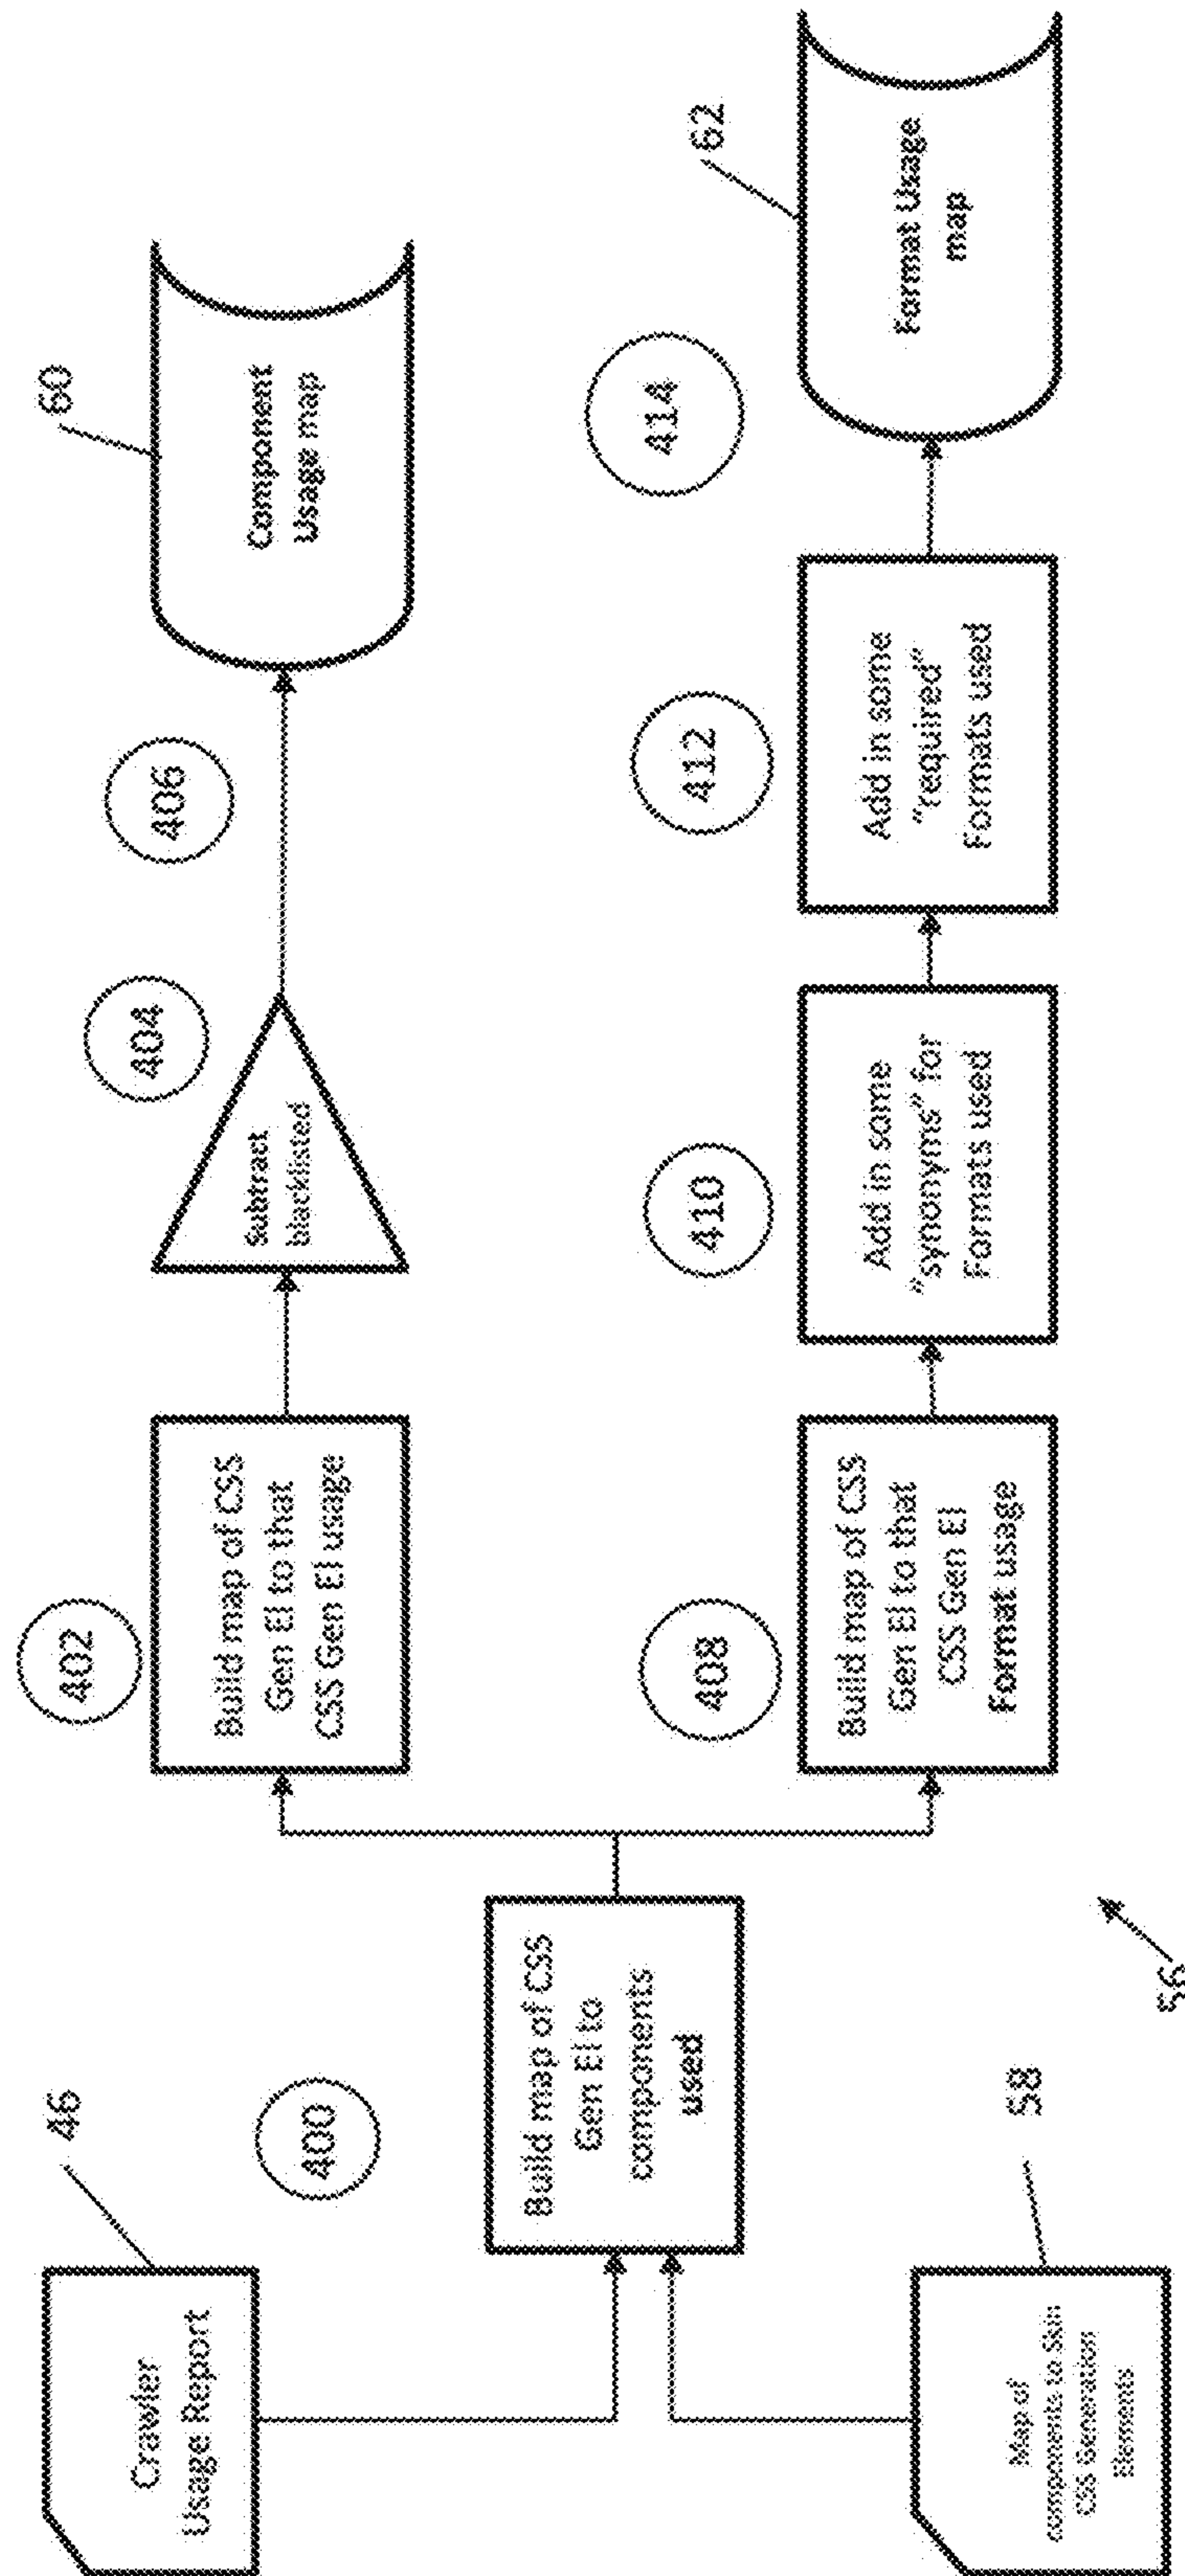 46
Crawler
Usage Report
400
Build map of CSS
Gen El to
components
used
Map of
components to Skin
CSS Generation
Elements
58
56
402
Build map of CSS
Gen El to that
CSS Gen El usage
404
Subtract
blacklisted
406
60
Component
Usage map
408
Build map of CSS
Gen El to that
CSS Gen El
Format usage
410
Add in some
"synonyms" for
Formats used
412
Add in some
"required"
Formats used
414
62
Format Usage
map